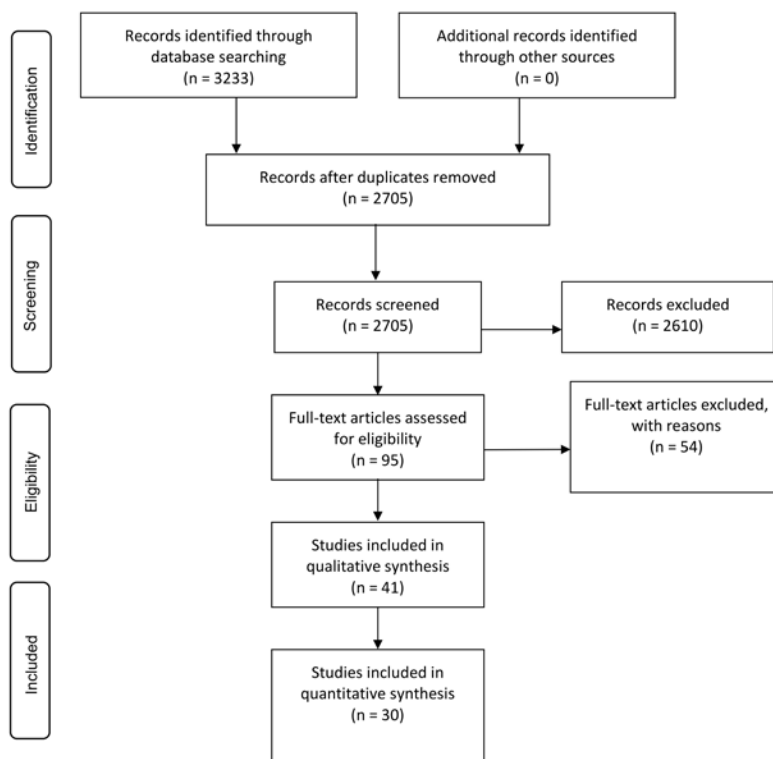 Identification
Records identified through
database searching
(n = 3233)
Additional records identified
through other sources
(n = 0)
Records after duplicates removed
(n = 2705)
Screening
Records screened
(n = 2705)
Records excluded
(n = 2610)
Eligibility
Full-text articles assessed
for eligibility
(n = 95)
Full-text articles excluded,
with reasons
(n = 54)
Studies included in
qualitative synthesis
(n = 41)
Included
Studies included in
quantitative synthesis
(n = 30)